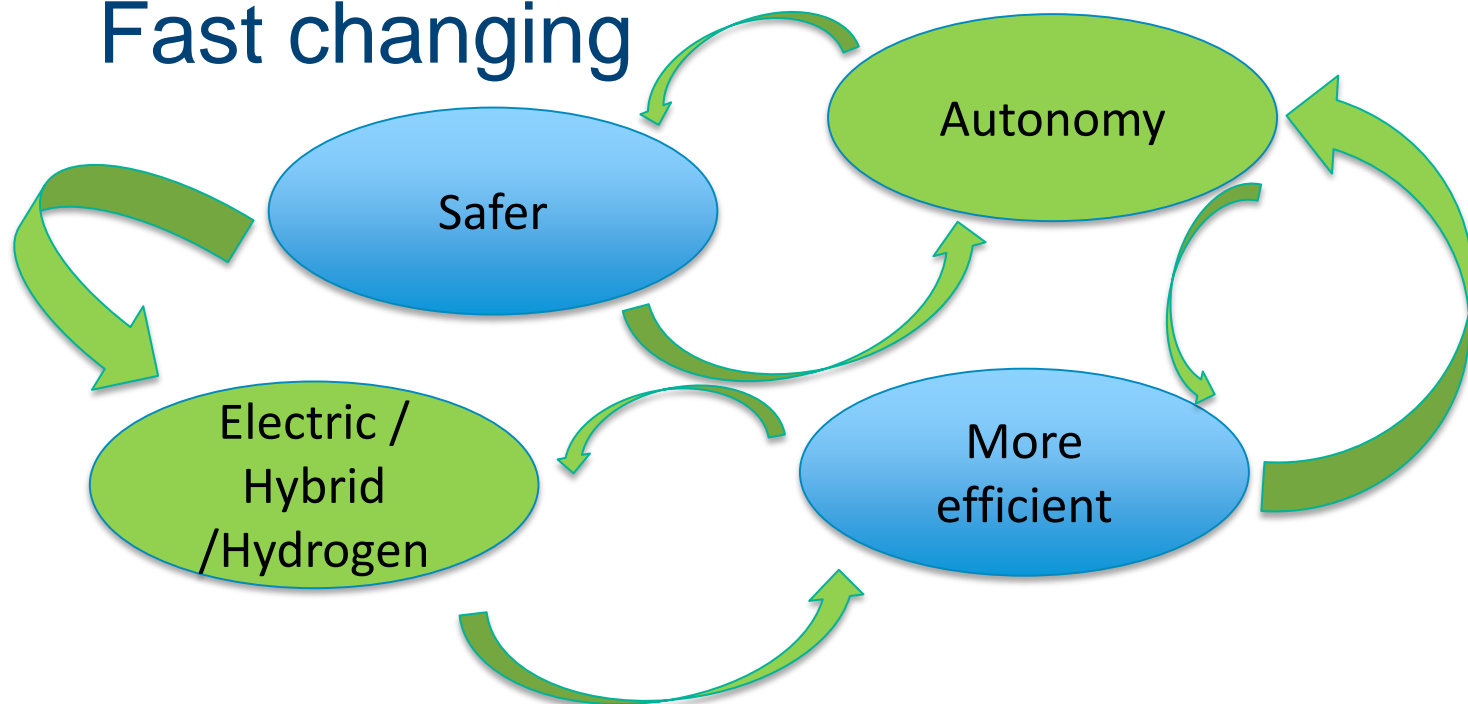 Fast changing
Autonomy
Safer
Electric /
Hybrid
/Hydrogen
More
efficient